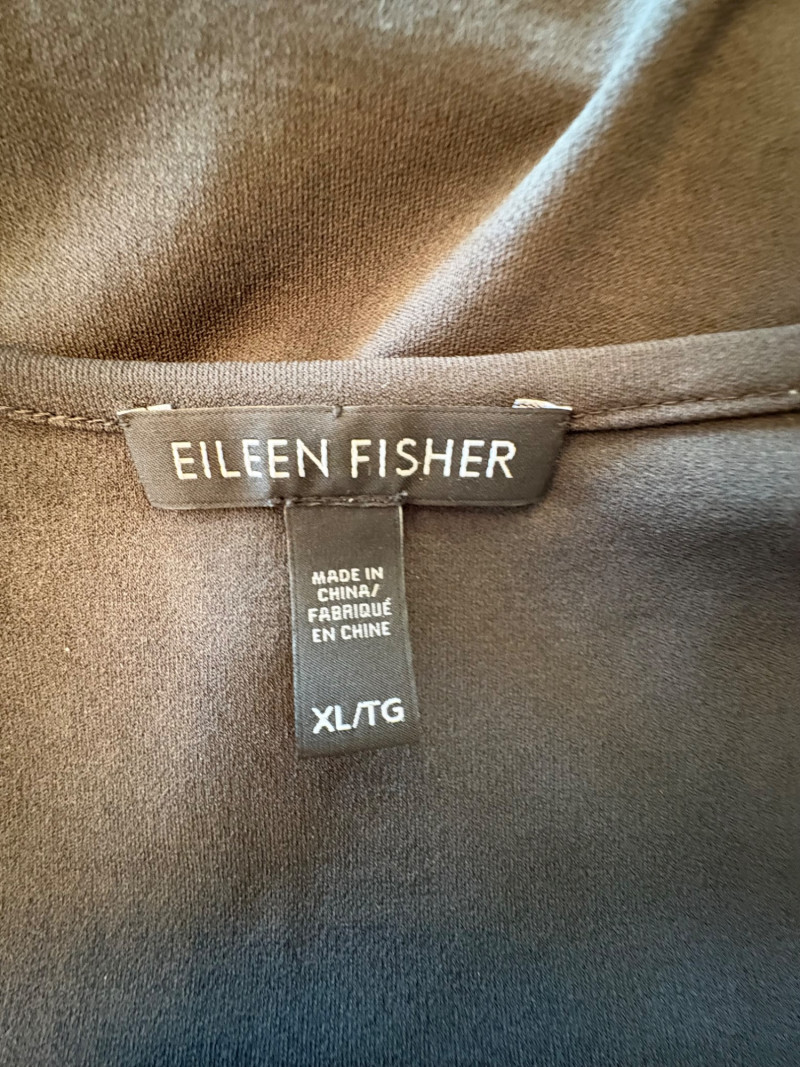 EILEEN FISHER
MADE IN
CHINA/
FABRIQUÉ
EN CHINE
XL/TG